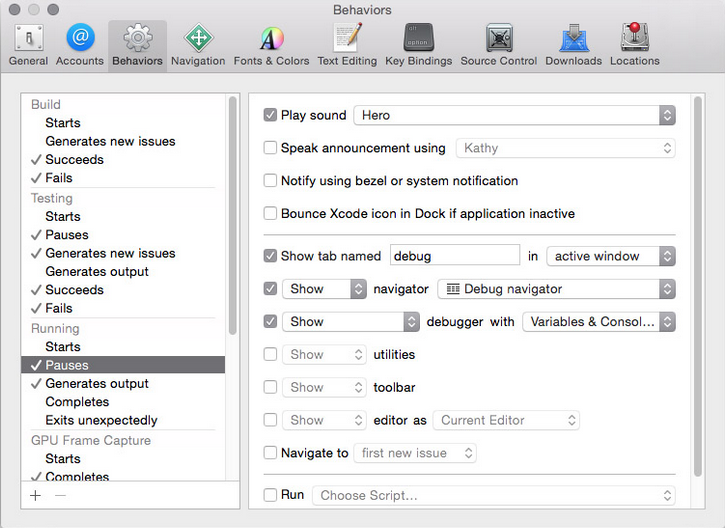 Behaviors
General Accounts Behaviors Navigation Fonts & Colors Text Editing Key Bindings Source Control Downloads Locations
alt
option
Build
Starts
Generates new issues
Succeeds
Fails
Testing
Starts
Pauses
Generates new issues
Generates output
Succeeds
Fails
Running
Starts
Pauses
Generates output
Completes
Exits unexpectedly
GPU Frame Capture
Starts
Completes
Play sound Hero
Speak announcement using Kathy
Notify using bezel or system notification
Bounce Xcode icon in Dock if application inactive
Show tab named debug in active window
Show navigator Debug navigator
Show debugger with Variables & Consol...
Show utilities
Show toolbar
Show editor as Current Editor
Navigate to first new issue
Run Choose Script...